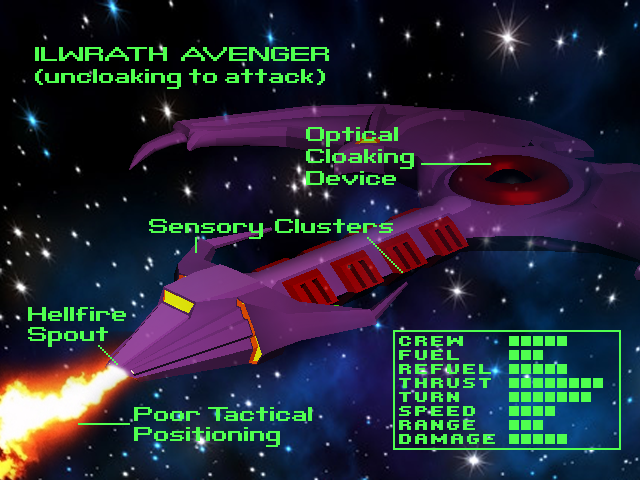 ILWRATH AVENGER
(uncloaking to attack)
Optical
Cloaking
Device
Sensory Clusters
Hellfire
Spout
Poor Tactical
Positioning
CREW
FUEL
REFUEL
THRUST
TURN
SPEED
RANGE
DAMAGE